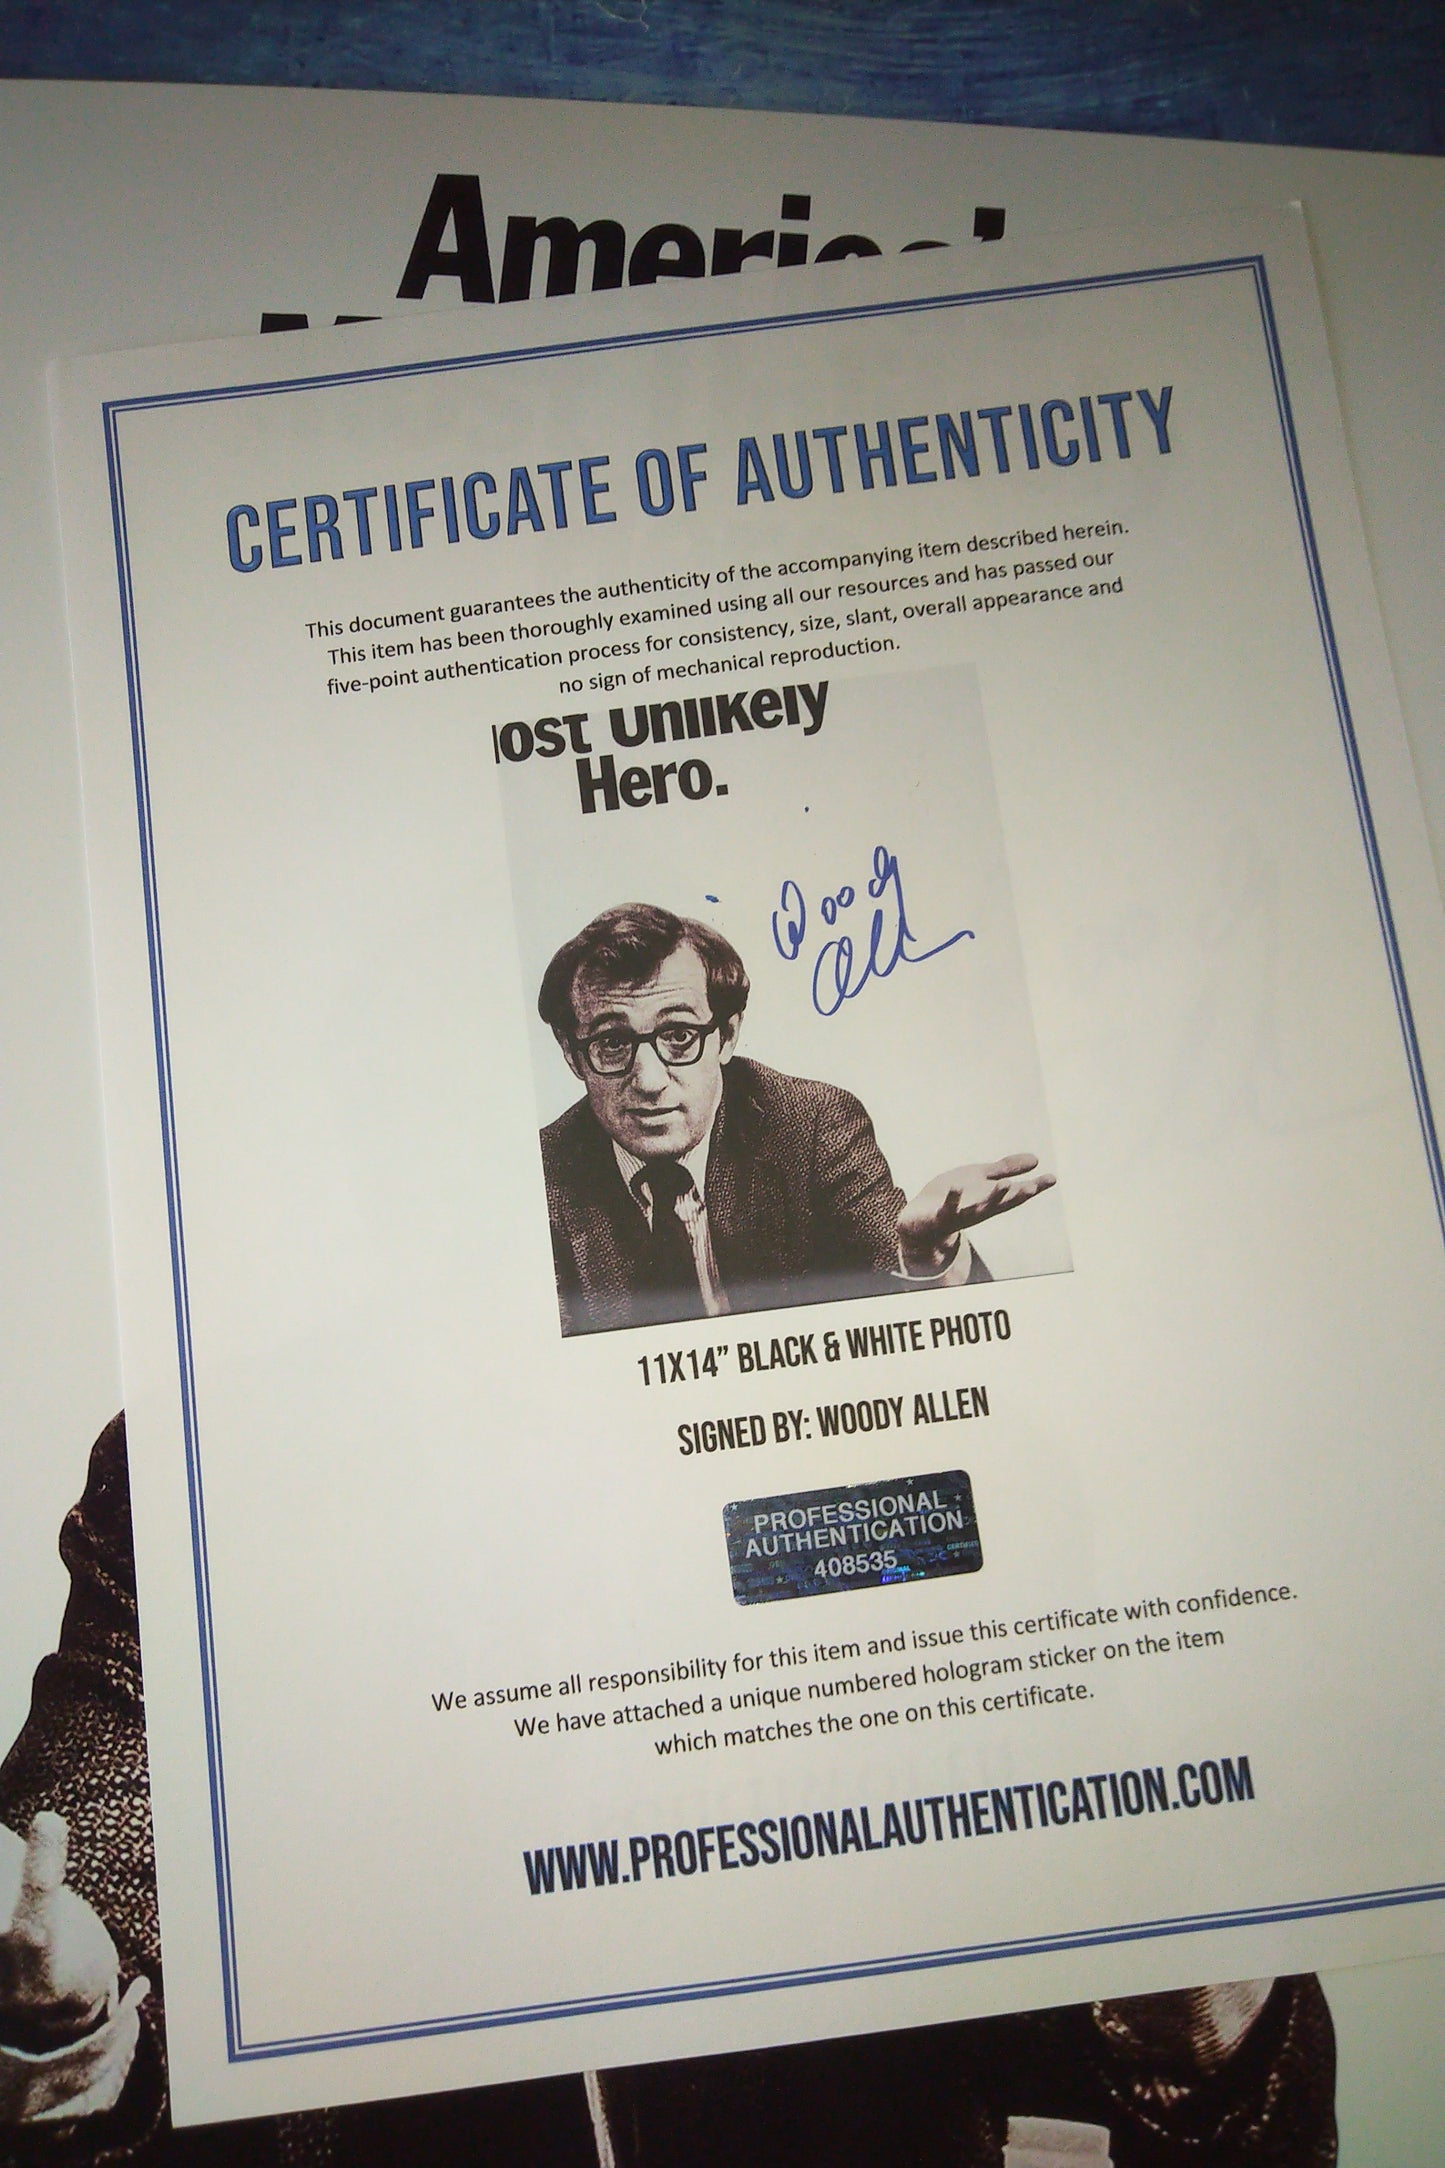 America'
CERTIFICATE OF AUTHENTICITY
This document guarantees the authenticity of the accompanying item described herein.
This item has been thoroughly examined using all our resources and has passed our
five-point authentication process for consistency, size, slant, overall appearance and
no sign of mechanical reproduction.
lost Unlikely
Hero.
Woody
Allen
11X14” BLACK & WHITE PHOTO
SIGNED BY: WOODY ALLEN
PROFESSIONAL
AUTHENTICATION
408535
We assume all responsibility for this item and issue this certificate with confidence.
We have attached a unique numbered hologram sticker on the item
which matches the one on this certificate.
WWW.PROFESSIONALAUTHENTICATION.COM